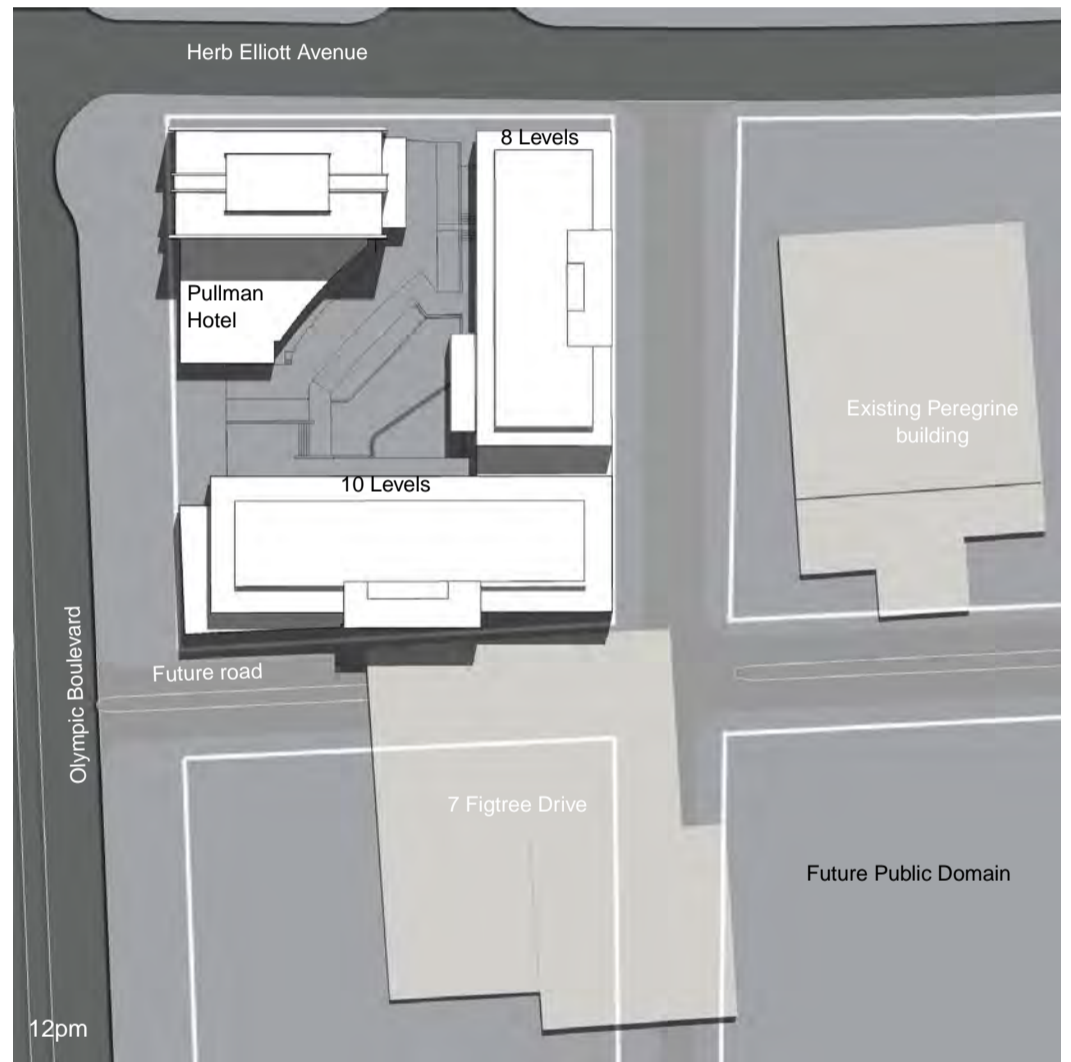 Herb Elliott Avenue
8 Levels
Pullman
Hotel
Existing Peregrine
building
10 Levels
Olympic Boulevard
Future road
7 Figtree Drive
Future Public Domain
12pm